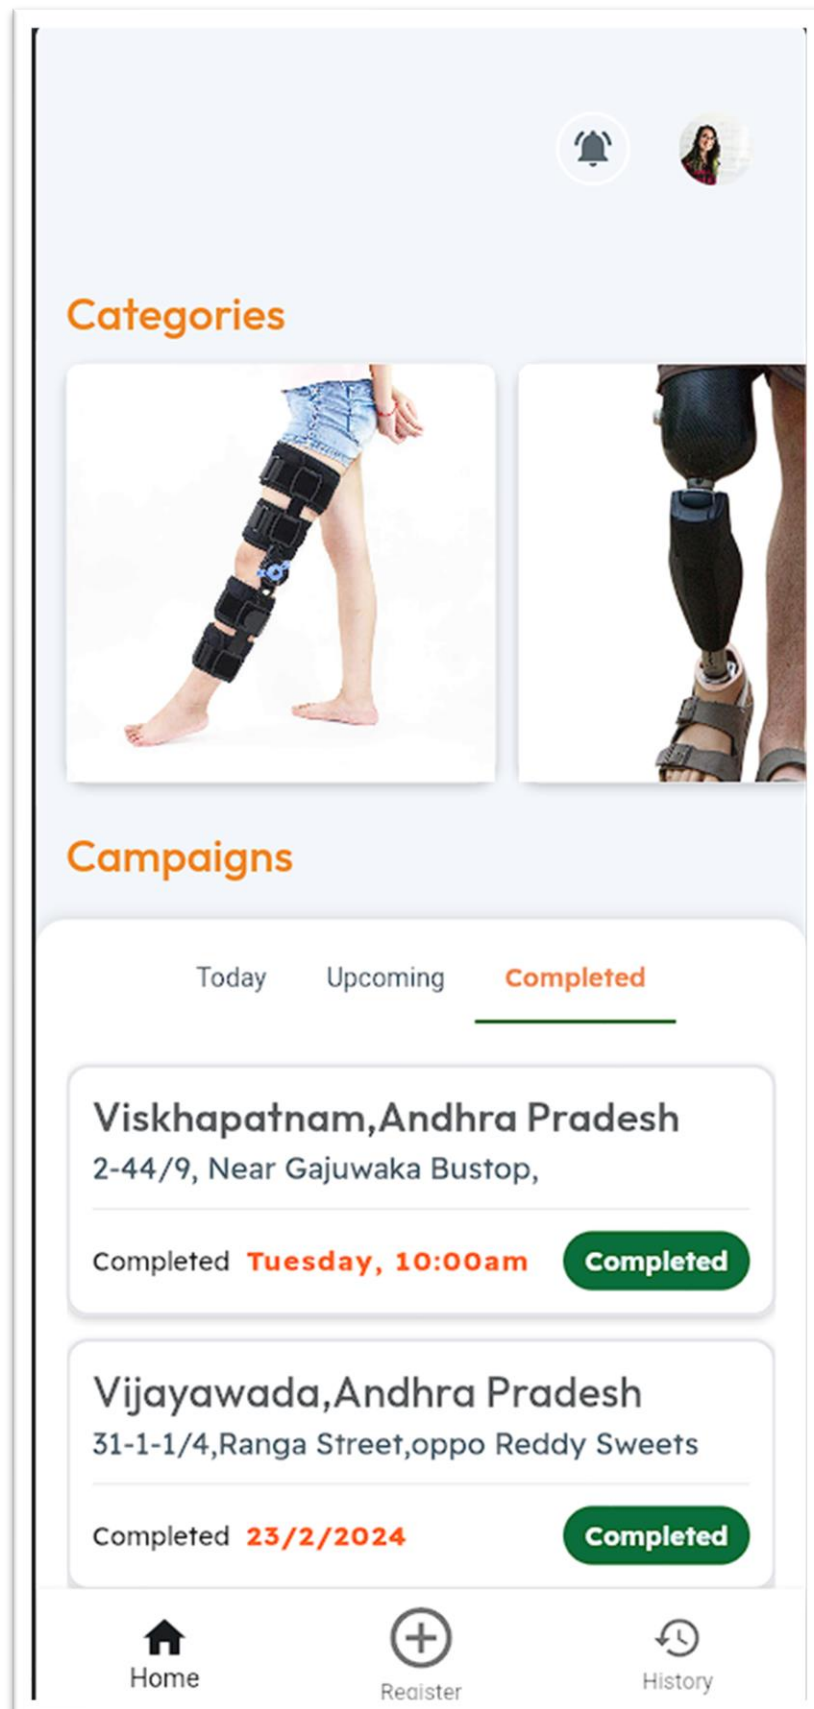 Categories
Campaigns
Today Upcoming Completed
Viskhapatnam,Andhra Pradesh
2-44/9, Near Gajuwaka Bustop,
Completed Tuesday, 10:00am Completed
Vijayawada,Andhra Pradesh
31-1-1/4,Ranga Street,oppo Reddy Sweets
Completed 23/2/2024 Completed
Home Register History